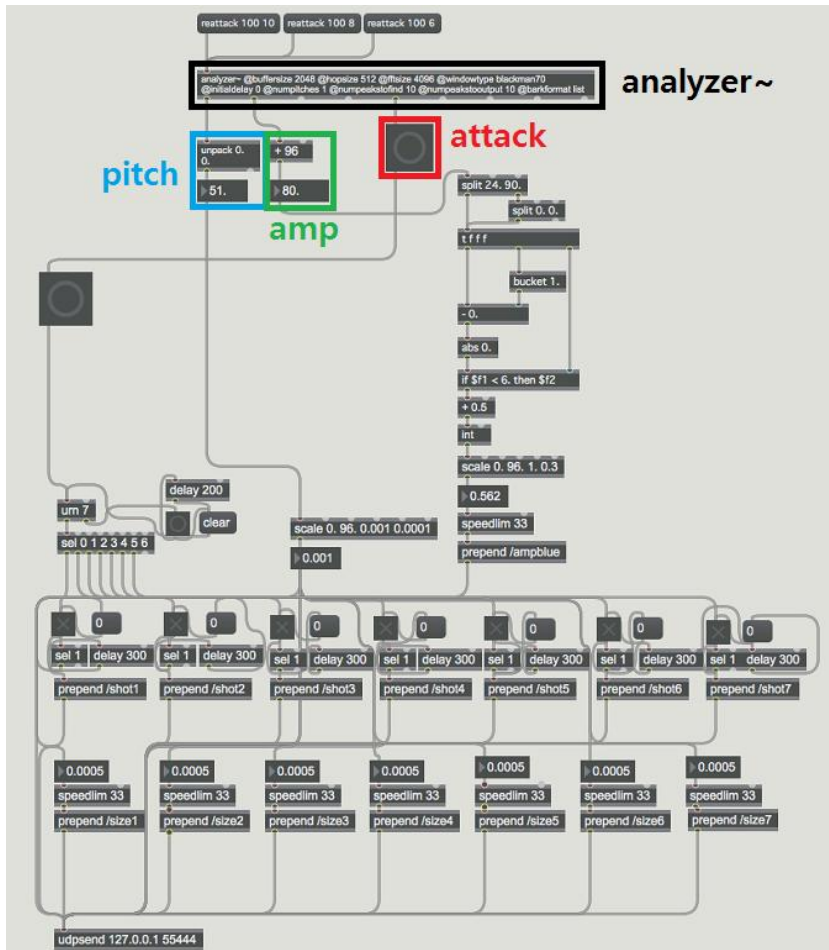 reattack 100 10
reattack 100 8
reattack 100 6
analyzer~ @buffersize 2048 @hopsize 512 @fftsize 4096 @windowtype blackman70
@initialdelay 0 @numpitches 1 @numpeakstofind 10 @numpeakstooutput 10 @barkformat list
analyzer~
attack
unpack 0.
0.
+ 96
pitch
51.
80.
amp
split 24. 90.
split 0. 0.
t f f f
bucket 1.
- 0.
abs 0.
if $f1 < 6. then $f2
+ 0.5
int
scale 0. 96. 1. 0.3
0.562
speedlim 33
prepend /ampblue
delay 200
urn 7
clear
sel 0 1 2 3 4 5 6
scale 0. 96. 0.001 0.0001
0.001
0
0
0
0
0
0
0
sel 1
delay 300
sel 1
delay 300
sel 1
delay 300
sel 1
delay 300
sel 1
delay 300
sel 1
delay 300
sel 1
delay 300
prepend /shot1
prepend /shot2
prepend /shot3
prepend /shot4
prepend /shot5
prepend /shot6
prepend /shot7
0.0005
0.0005
0.0005
0.0005
0.0005
0.0005
0.0005
speedlim 33
speedlim 33
speedlim 33
speedlim 33
speedlim 33
speedlim 33
speedlim 33
prepend /size1
prepend /size2
prepend /size3
prepend /size4
prepend /size5
prepend /size6
prepend /size7
udpsend 127.0.0.1 55444